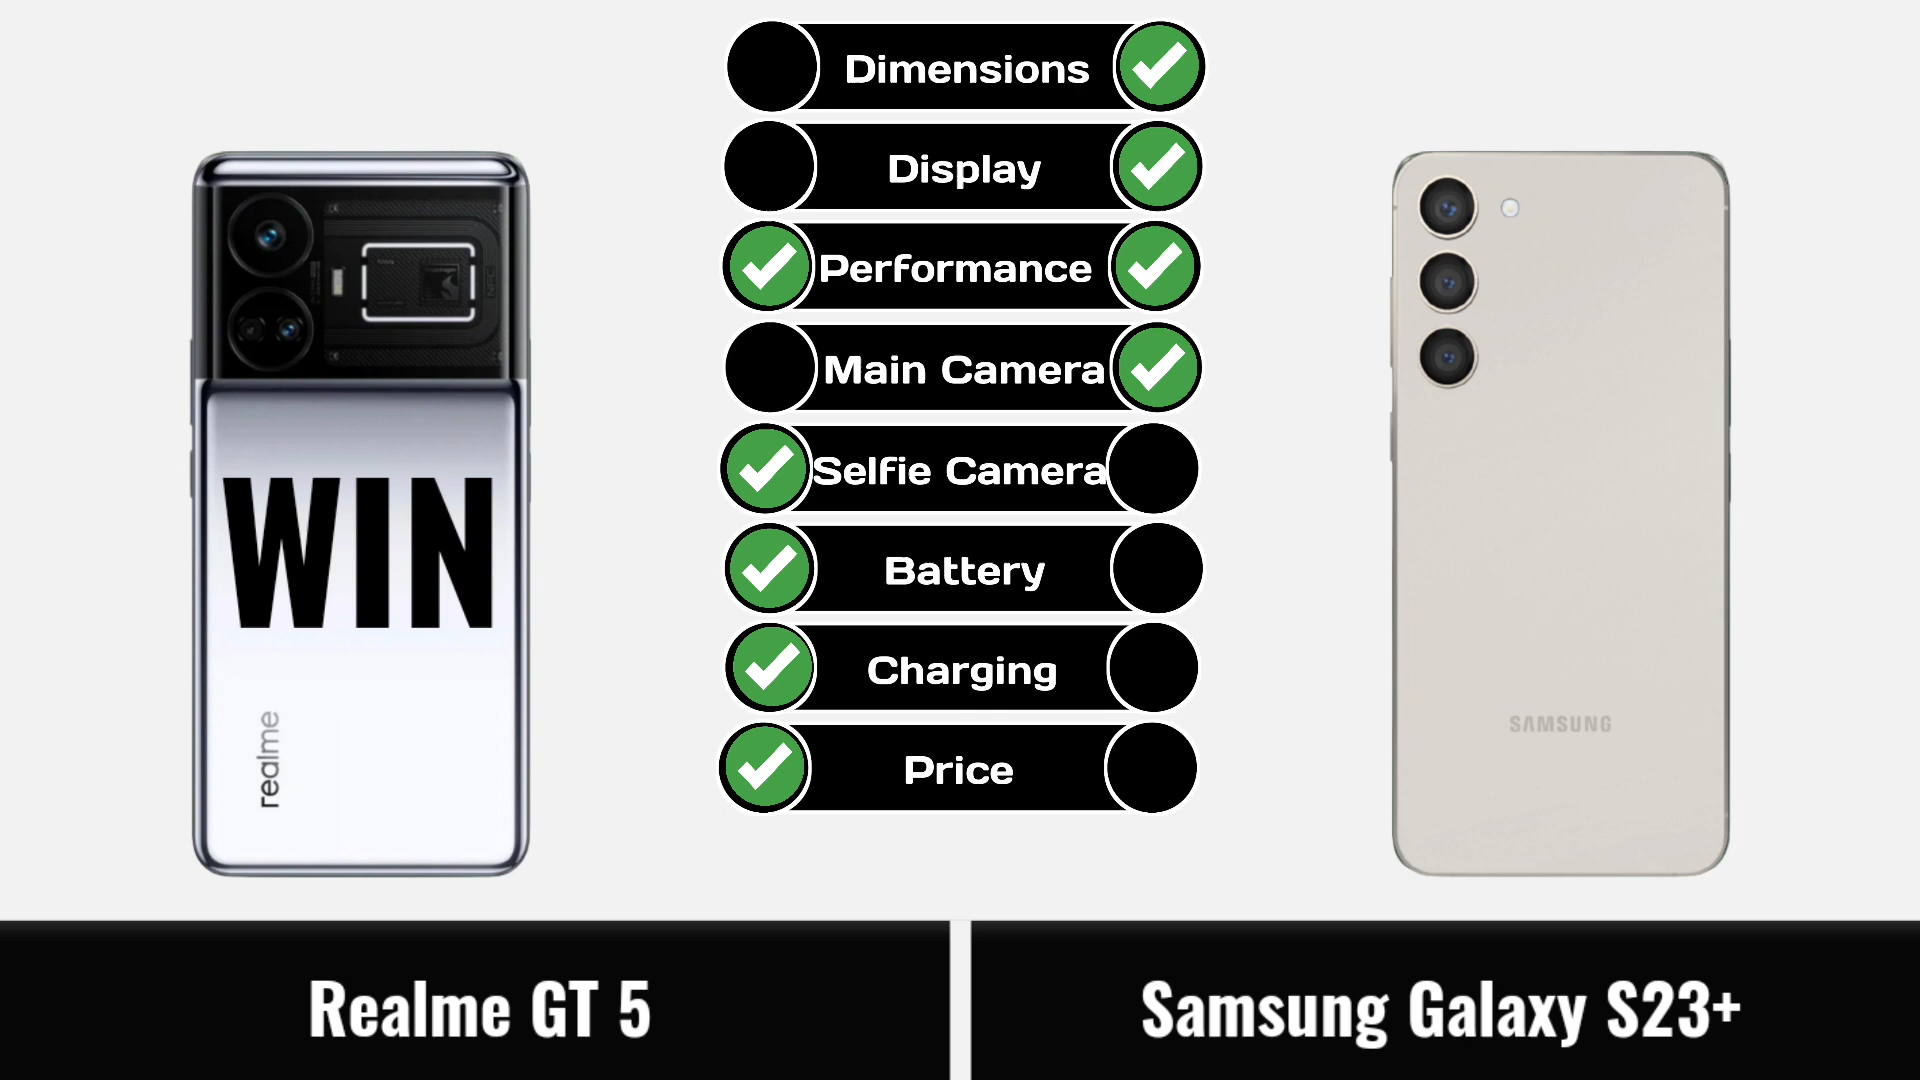 Dimensions
Display
Performance
Main Camera
Selfie Camera
Battery
Charging
Price
WIN
realme
SAMSUNG
NFC
Realme GT 5
Samsung Galaxy S23+